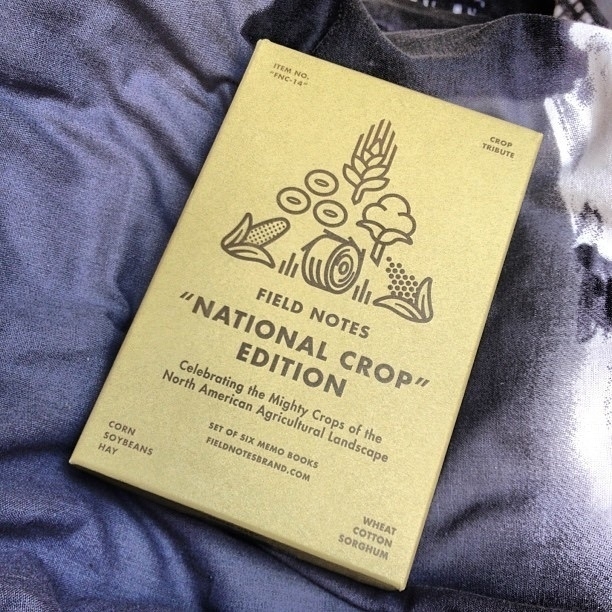 ITEM NO.
"FNC-14"
CROP
TRIBUTE
FIELD NOTES
"NATIONAL CROP"
EDITION
Celebrating the Mighty Crops of the
North American Agricultural Landscape
SET OF SIX MEMO BOOKS
FIELDNOTESBRAND.COM
CORN
SOYBEANS
HAY
WHEAT
COTTON
SORGHUM